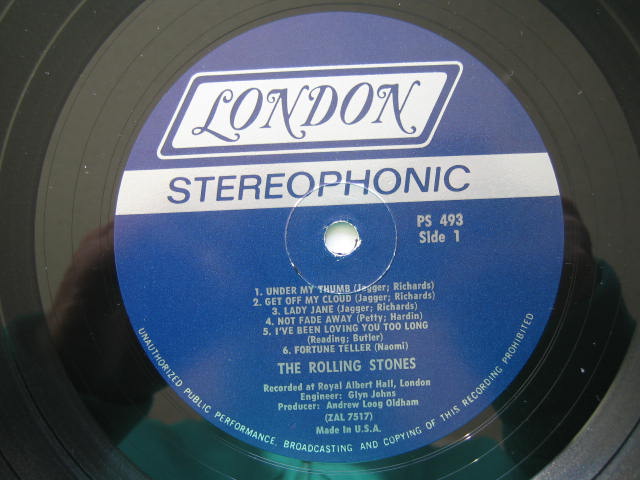 LONDON
STEREOPHONIC
PS 493
Side 1
1. UNDER MY THUMB (Jagger; Richards)
2. GET OFF MY CLOUD (Jagger; Richards)
3. LADY JANE (Jagger; Richards)
4. NOT FADE AWAY (Petty; Hardin)
5. I'VE BEEN LOVING YOU TOO LONG
(Reading; Butler)
6. FORTUNE TELLER (Naomi)
THE ROLLING STONES
Recorded at Royal Albert Hall, London
Engineer: Glyn Johns
Producer: Andrew Loog Oldham
(ZAL 7517)
Made in U.S.A.
UNAUTHORIZED PUBLIC PERFORMANCE, BROADCASTING AND COPYING OF THIS RECORDING PROHIBITED